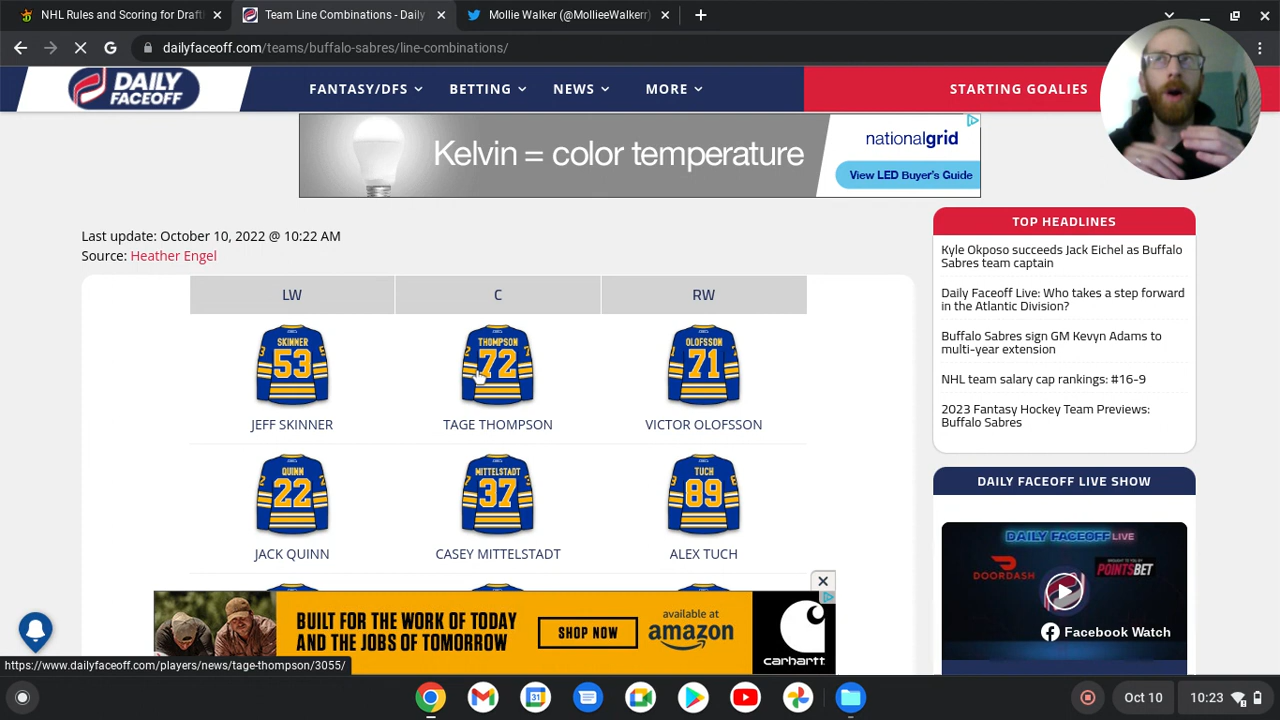 NHL Rules and Scoring for Draft
Team Line Combinations - Daily
Mollie Walker (@MollieeWalkerr)
dailyfaceoff.com/teams/buffalo-sabres/line-combinations/
DAILY FACEOFF
FANTASY/DFS
BETTING
NEWS
MORE
STARTING GOALIES
Kelvin = color temperature
nationalgrid
View LED Buyer's Guide
Last update: October 10, 2022 @ 10:22 AM
Source: Heather Engel
LW
C
RW
SKINNER
53
THOMPSON
72
OLOFSSON
71
JEFF SKINNER
TAGE THOMPSON
VICTOR OLOFSSON
QUINN
22
MITTELSTADT
37
TUCH
89
JACK QUINN
CASEY MITTELSTADT
ALEX TUCH
TOP HEADLINES
Kyle Okposo succeeds Jack Eichel as Buffalo
Sabres team captain
Daily Faceoff Live: Who takes a step forward
in the Atlantic Division?
Buffalo Sabres sign GM Kevyn Adams to
multi-year extension
NHL team salary cap rankings: #16-9
2023 Fantasy Hockey Team Previews:
Buffalo Sabres
DAILY FACEOFF LIVE SHOW
DAILY FACEOFF LIVE
DOORDASH
POINTSBET
Facebook Watch
BUILT FOR THE WORK OF TODAY
AND THE JOBS OF TOMORROW
SHOP NOW
available at
amazon
carhartt
https://www.dailyfaceoff.com/players/news/tage-thompson/3055/
31
Oct 10
10:23